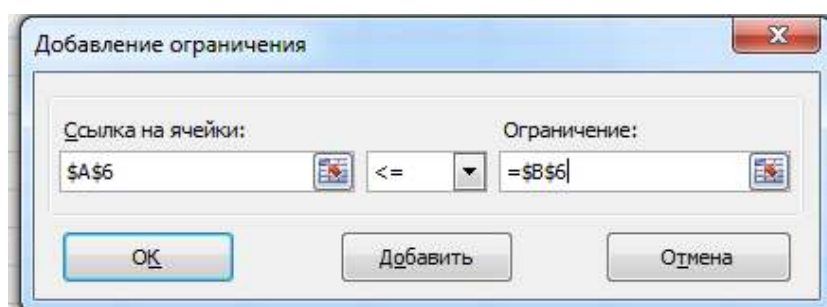 Добавление ограничения
Ссылка на ячейки: Ограничение:
$A$6 <= =$B$6
ОК Добавить Отмена